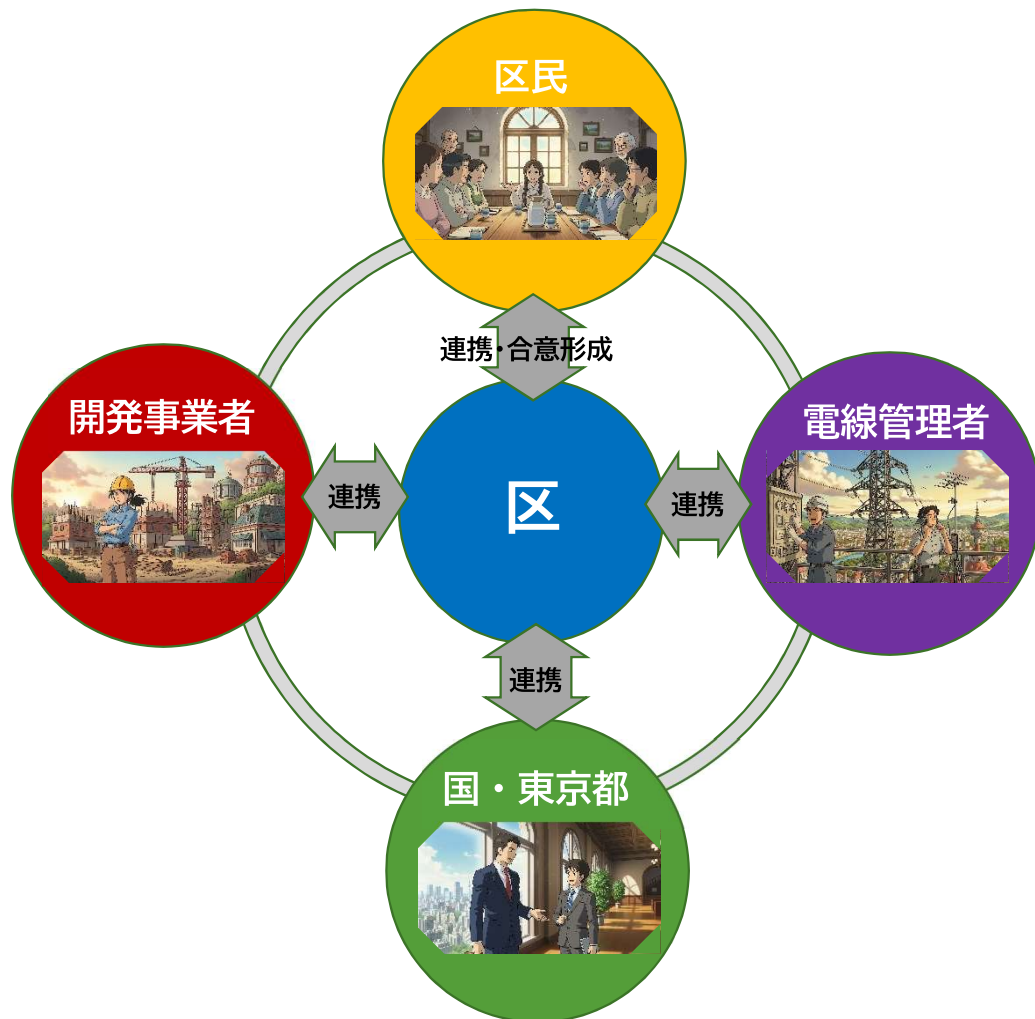 区民
連携・合意形成
開発事業者
連携
区
連携
電線管理者
連携
国・東京都